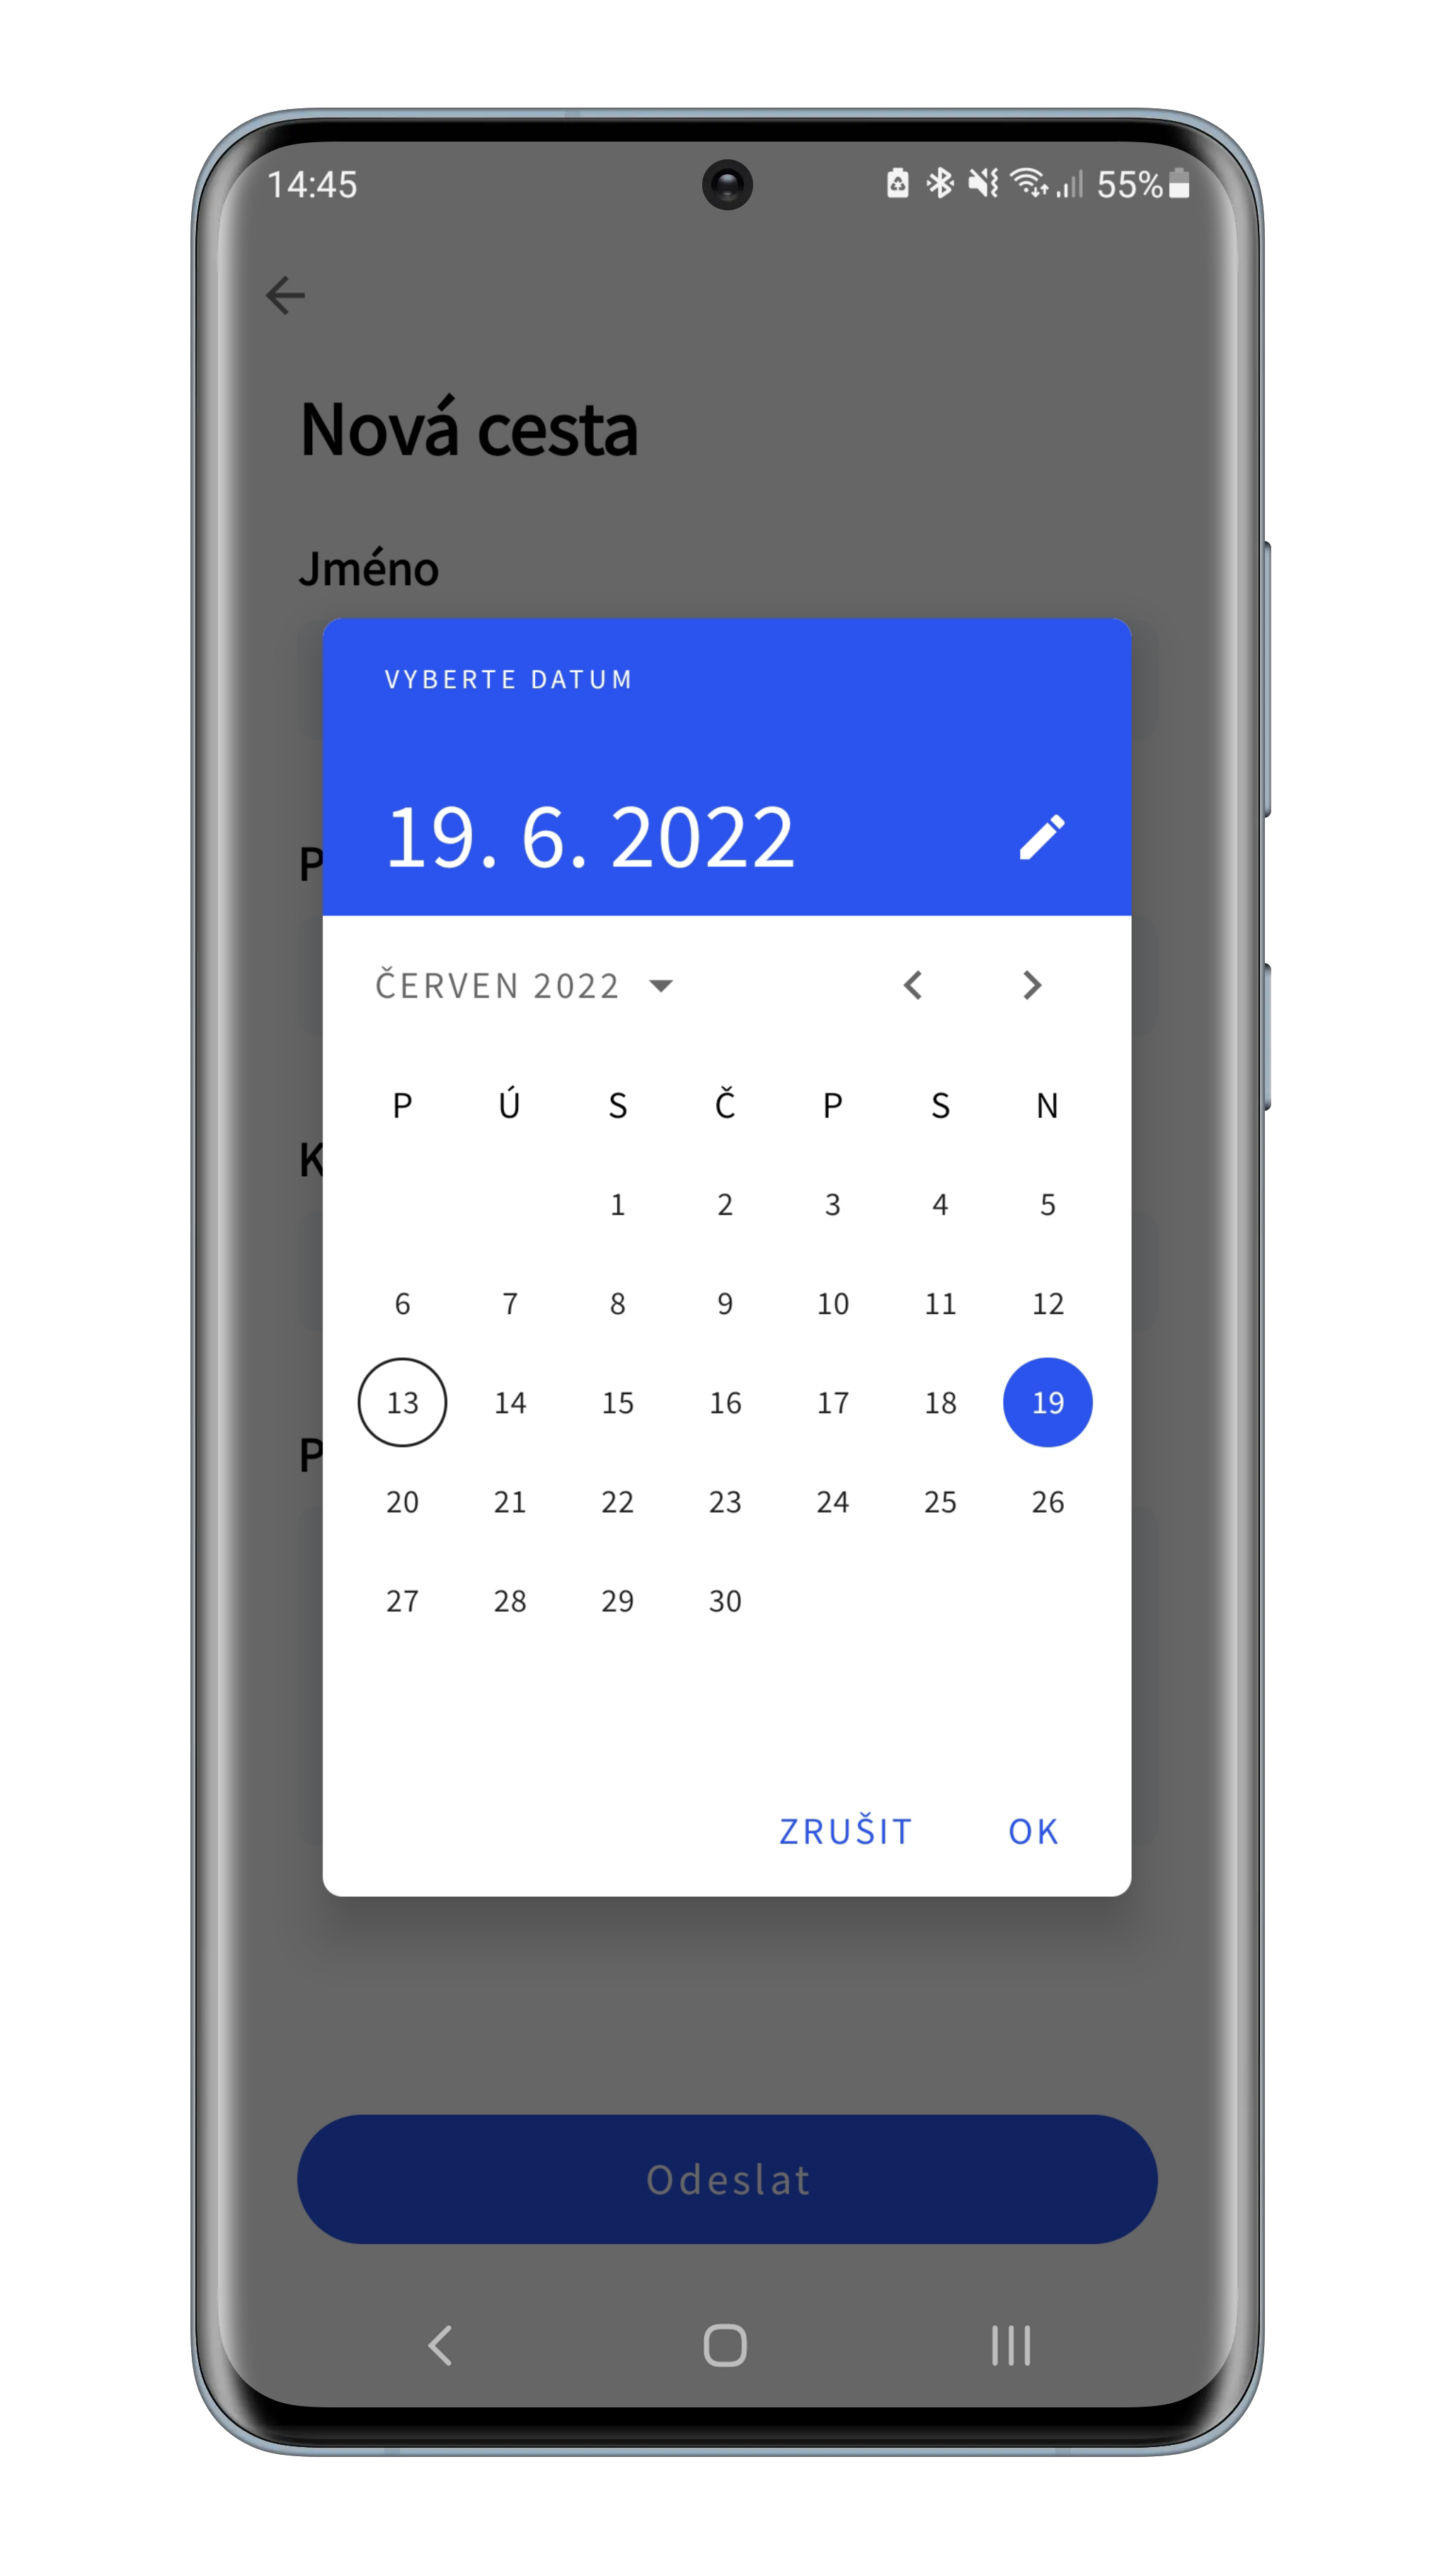 14:45
55%
Nová cesta
Jméno
VYBERTE DATUM
19. 6. 2022
P
ČERVEN 2022
P Ú S Č P S N
K
1 2 3 4 5
6 7 8 9 10 11 12
13 14 15 16 17 18 19
P
20 21 22 23 24 25 26
27 28 29 30
ZRUŠIT OK
Odeslat